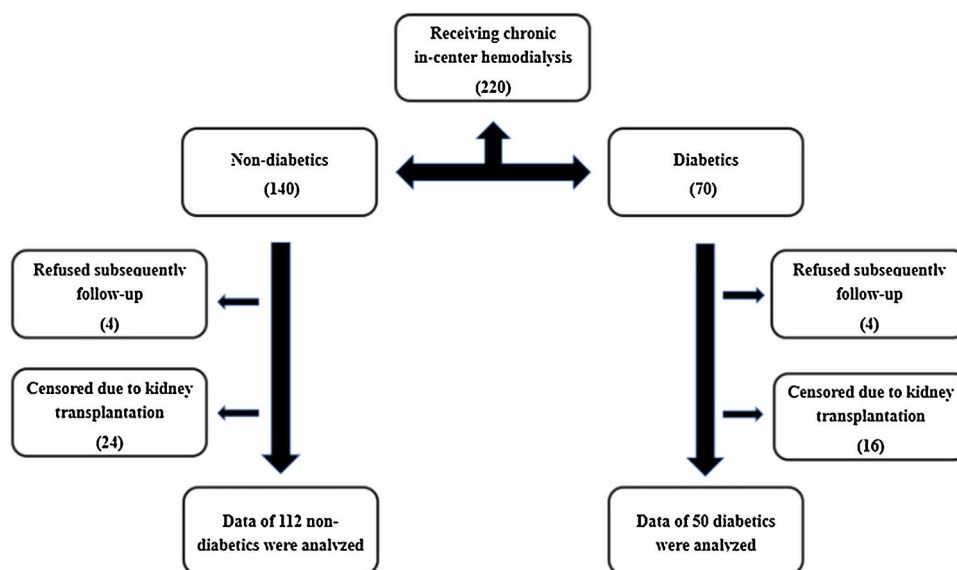 Receiving chronic
in-center hemodialysis
(220)
Non-diabetics
(140)
Diabetics
(70)
Refused subsequently
follow-up
(4)
Refused subsequently
follow-up
(4)
Censored due to kidney
transplantation
(24)
Censored due to kidney
transplantation
(16)
Data of 112 non-
diabetics were analyzed
Data of 50 diabetics
were analyzed